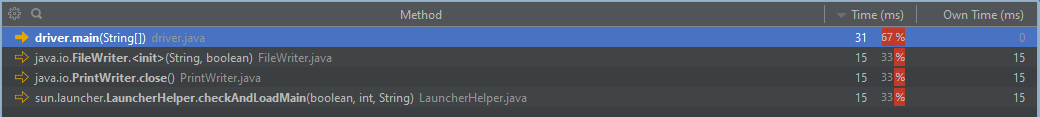 Method Time (ms) Own Time (ms)
driver.main(String[]) driver.java 31 67 % 0
java.io.FileWriter.<init>(String, boolean) FileWriter.java 15 33 % 15
java.io.PrintWriter.close() PrintWriter.java 15 33 % 15
sun.launcher.LauncherHelper.checkAndLoadMain(boolean, int, String) LauncherHelper.java 15 33 % 15